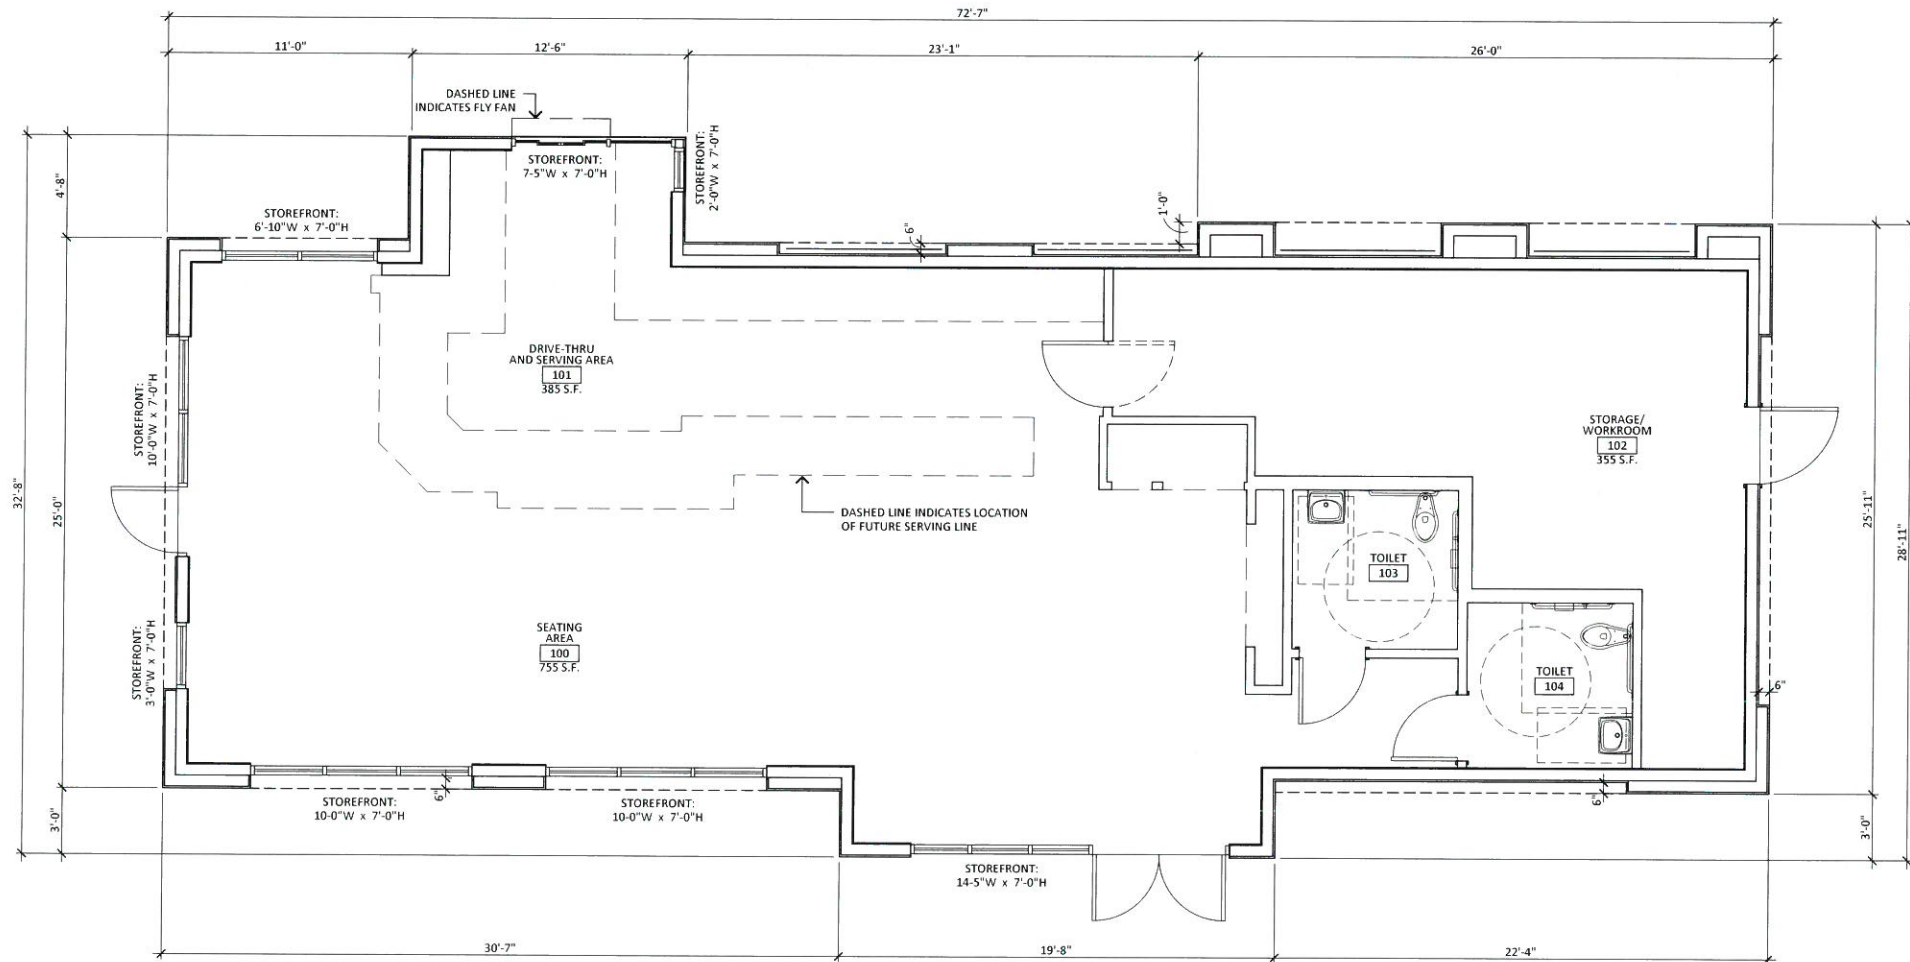 72'-7"
11'-0"
12'-6"
23'-1"
26'-0"
DASHED LINE
INDICATES FLY FAN
STOREFRONT:
7-5"W x 7'-0"H
STOREFRONT:
2'-0"W x 7'-0"H
4'-8"
STOREFRONT:
6'-10"W x 7'-0"H
6"
1'-0"
DRIVE-THRU
AND SERVING AREA
101
385 S.F.
STOREFRONT:
10'-0"W x 7'-0"H
STORAGE/
WORKROOM
102
355 S.F.
32'-8"
25'-0"
DASHED LINE INDICATES LOCATION
OF FUTURE SERVING LINE
25'-11"
28'-11"
TOILET
103
SEATING
AREA
100
755 S.F.
STOREFRONT:
3'-0"W x 7'-0"H
TOILET
104
6"
6"
6"
STOREFRONT:
10-0"W x 7'-0"H
STOREFRONT:
10-0"W x 7'-0"H
3'-0"
3'-0"
STOREFRONT:
14-5"W x 7'-0"H
30'-7"
19'-8"
22'-4"